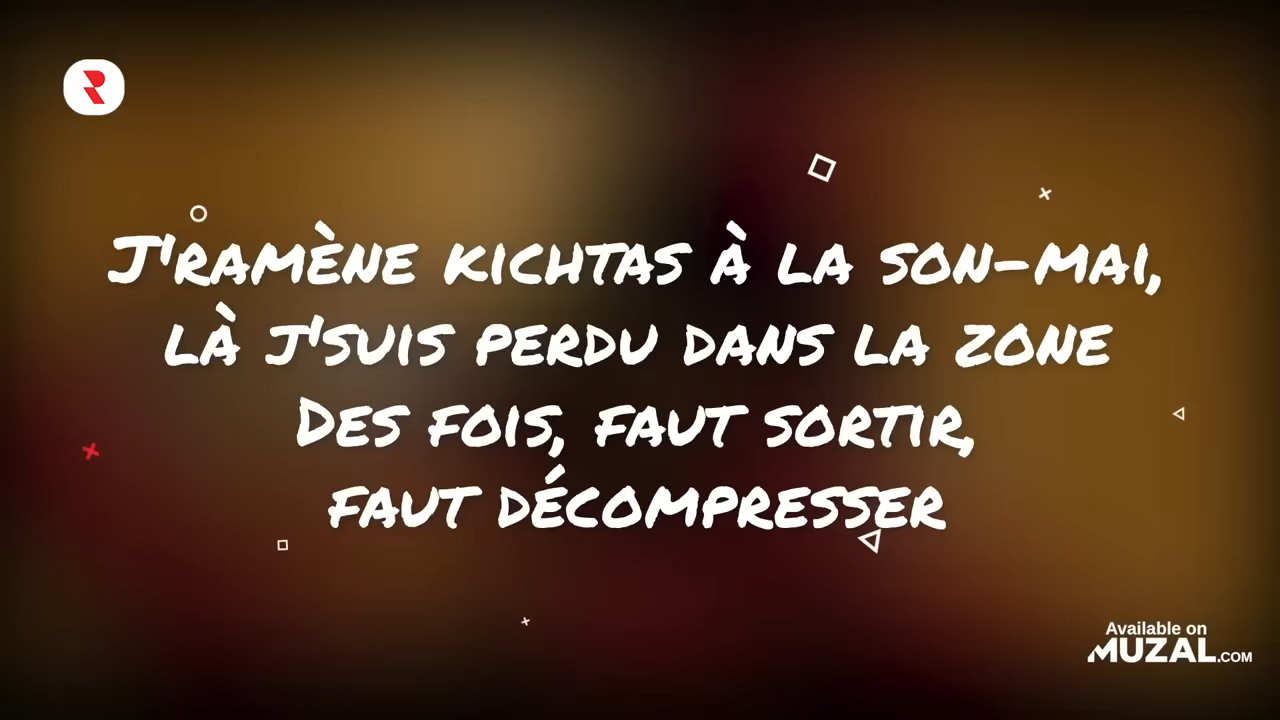 J'ramène kichtas à la son-mai,
là j'suis perdu dans la zone
Des fois, faut sortir,
faut décompresser
Available on
MUZAL.COM